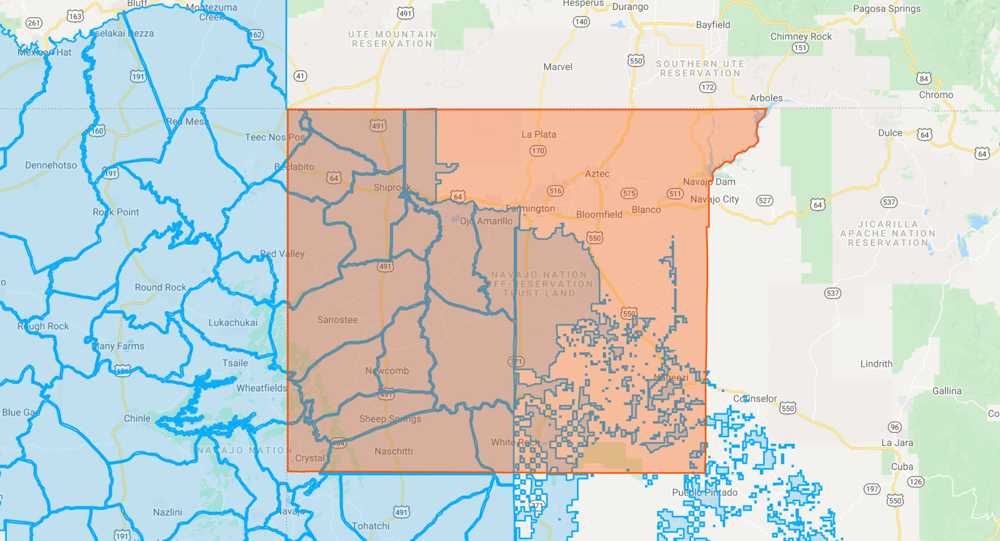 Bluff
Montezuma
Creek
Hesperus
Durango
Pagosa Springs
261
163
491
140
Bayfield
Tselakai Dezza
162
UTE MOUNTAIN
RESERVATION
Chimney Rock
151
Mexican Hat
191
41
Marvel
550
SOUTHERN UTE
RESERVATION
172
84
Chromo
Arboles
Red Mesa
160
Teec Nos Pos
491
La Plata
170
Dulce
64
64
Dennehotso
191
Beclabito
64
Shiprock
Aztec
516
575
511
Navajo Dam
Navajo City
527
64
537
64
Farmington
Bloomfield
Blanco
Rock Point
Ojo Amarillo
550
JICARILLA
APACHE NATION
RESERVATION
Red Valley
491
NAVAJO NATION
OFF-RESERVATION
TRUST LAND
Round Rock
537
550
Sanostee
Lukachukai
Rough Rock
Many Farms
Tsaile
371
Newcomb
191
Nageezi
Lindrith
Wheatfields
491
Counselor
550
Gallina
Blue Gap
Chinle
Sheep Springs
Co
96
La Jara
134
White Rock
NAVAJO NATION
Naschitti
Crystal
Cuba
126
197
550
Pueblo Pintado
371
Nazlini
Navajo
491
Tohatchi
191